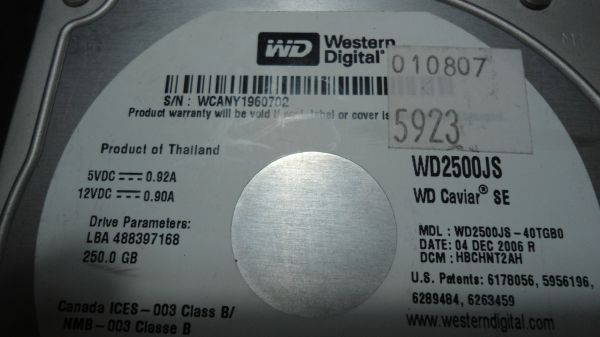 WD Western Digital
010807
5923
S/N : WCANY1960702
Product warranty will be void if label or cover is
Product of Thailand
5VDC 0.92A
12VDC 0.90A
Drive Parameters:
LBA 488397168
250.0 GB
Canada ICES-003 Class B/
NMB-003 Classe B
WD2500JS
WD Caviar® SE
MDL : WD2500JS-40TGB0
DATE: 04 DEC 2006 R
DCM : HBCHNT2AH
U.S. Patents: 6178056, 5956196,
6289484, 6263459
www.westerndigital.com